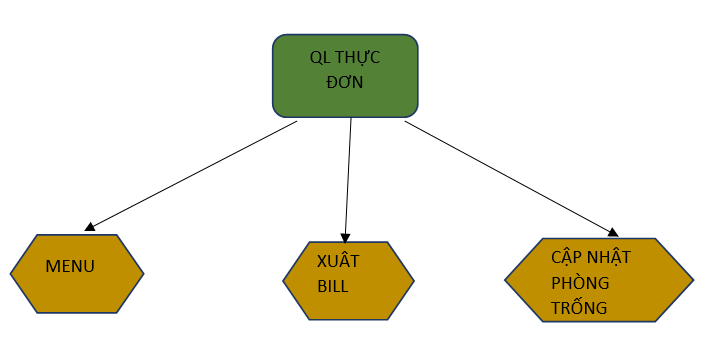 QL THỰC
ĐƠN
MENU
XUẤT
BILL
CẬP NHẬT
PHÒNG
TRỐNG